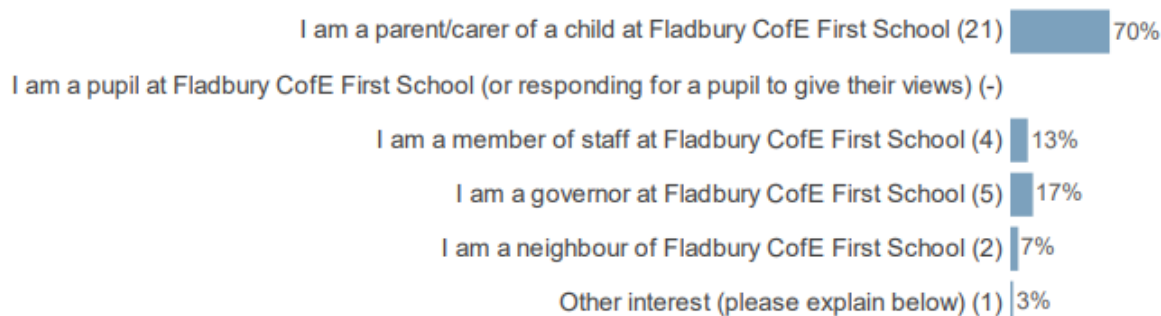 I am a parent/carer of a child at Fladbury CofE First School (21) 70%
I am a pupil at Fladbury CofE First School (or responding for a pupil to give their views) (-)
I am a member of staff at Fladbury CofE First School (4) 13%
I am a governor at Fladbury CofE First School (5) 17%
I am a neighbour of Fladbury CofE First School (2) 7%
Other interest (please explain below) (1) 3%